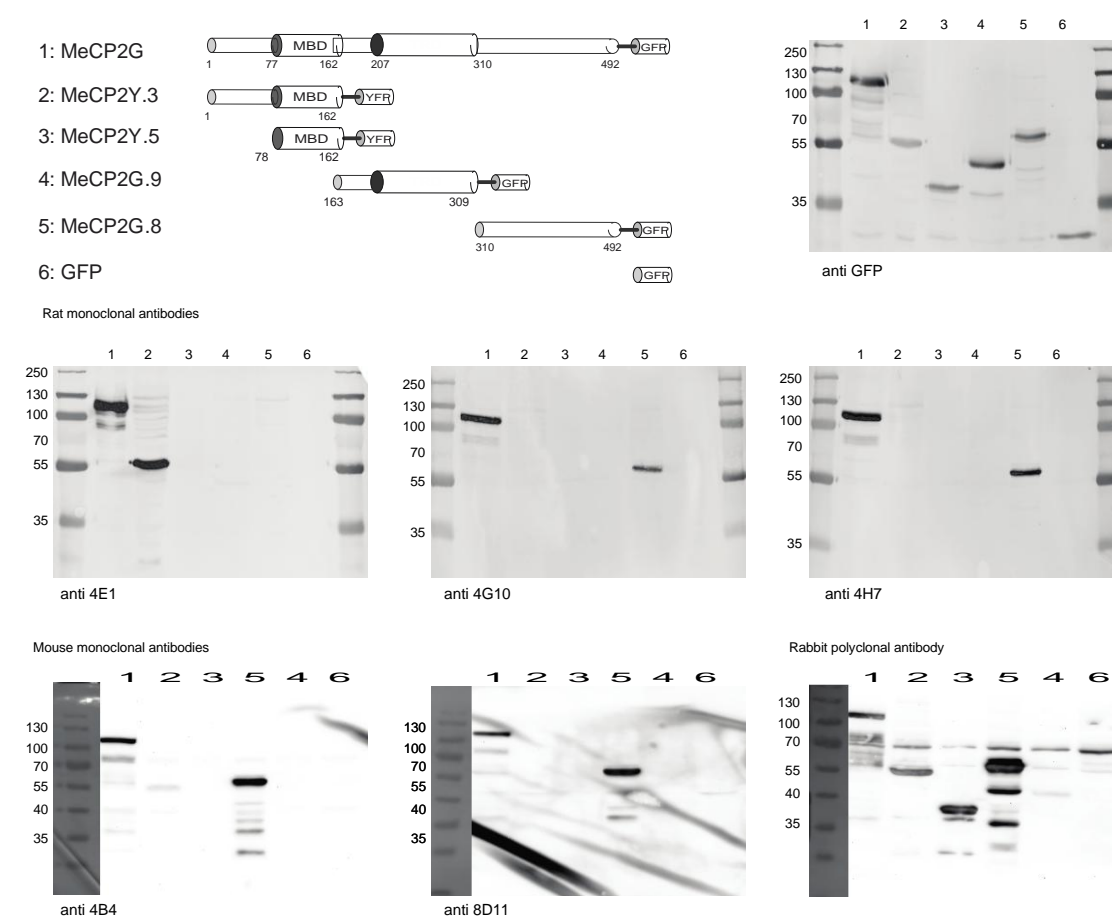 1: MeCP2G
MBD
GFP
1 77 162 207 310 492
2: MeCP2Y.3
MBD
YFP
1 162
3: MeCP2Y.5
MBD
YFP
78 162
4: MeCP2G.9
GFP
163 309
5: MeCP2G.8
GFP
310 492
6: GFP
GFP
1 2 3 4 5 6
250
130
100
70
55
35
anti GFP
Rat monoclonal antibodies
1 2 3 4 5 6
250
130
100
70
55
35
anti 4E1
1 2 3 4 5 6
250
130
100
70
55
35
anti 4G10
1 2 3 4 5 6
250
130
100
70
55
35
anti 4H7
Mouse monoclonal antibodies
1 2 3 5 4 6
130
100
70
55
40
35
anti 4B4
1 2 3 5 4 6
130
100
70
55
40
35
anti 8D11
Rabbit polyclonal antibody
1 2 3 5 4 6
130
100
70
55
40
35